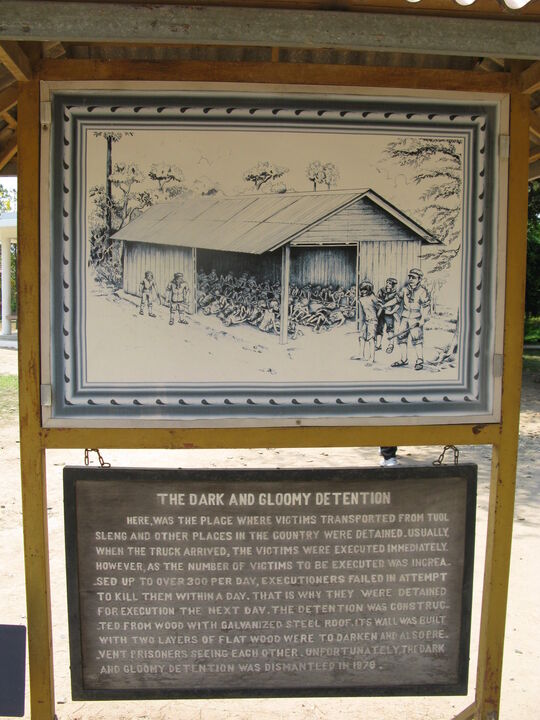 THE DARK AND GLOOMY DETENTION
HERE, WAS THE PLACE WHERE VICTIMS TRANSPORTED FROM TUOL
SLENG AND OTHER PLACES IN THE COUNTRY WERE DETAINED. USUALLY,
WHEN THE TRUCK ARRIVED, THE VICTIMS WERE EXECUTED IMMEDIATELY.
HOWEVER, AS THE NUMBER OF VICTIMS TO BE EXECUTED WAS INCREA_
SED UP TO OVER 300 PER DAY, EXECUTIONERS FAILED IN ATTEMPT
TO KILL THEM WITHIN A DAY. THAT IS WHY THEY WERE DETAINED
FOR EXECUTION THE NEXT DAY. THE DETENTION WAS CONSTRUC_
TED FROM WOOD WITH GALVANIZED STEEL ROOF. ITS WALL WAS BUILT
WITH TWO LAYERS OF FLAT WOOD WERE TO DARKEN AND ALSO PRE_
VENT PRISONERS SEEING EACH OTHER. UNFORTUNATELY, THE DARK
AND GLOOMY DETENTION WAS DISMANTLED IN 1979.